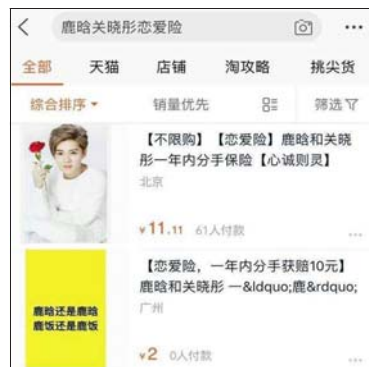 鹿晗关晓彤恋爱险
全部 天猫 店铺 淘攻略 挑尖货
综合排序 销量优先 筛选
【不限购】【恋爱险】鹿晗和关晓
彤一年内分手保险【心诚则灵】
北京
¥11.11 61人付款
鹿晗还是鹿晗
鹿饭还是鹿饭
【恋爱险，一年内分手获赔10元】
鹿晗和关晓彤 一&ldquo;鹿&rdquo;
广州
¥2 0人付款